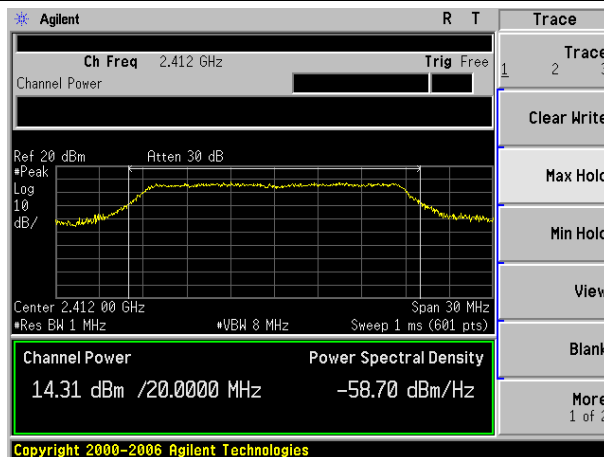 Agilent R T Trace
Ch Freq 2.412 GHz Trig Free
Channel Power
Trace
1 2 3
Clear Write
Max Hold
Min Hold
View
Blank
More
1 of 2
Ref 20 dBm Atten 30 dB
#Peak
Log
10
dB/
Center 2.412 00 GHz Span 30 MHz
#Res BW 1 MHz #VBW 8 MHz Sweep 1 ms (601 pts)
Channel Power Power Spectral Density
14.31 dBm /20.0000 MHz -58.70 dBm/Hz
Copyright 2000-2006 Agilent Technologies